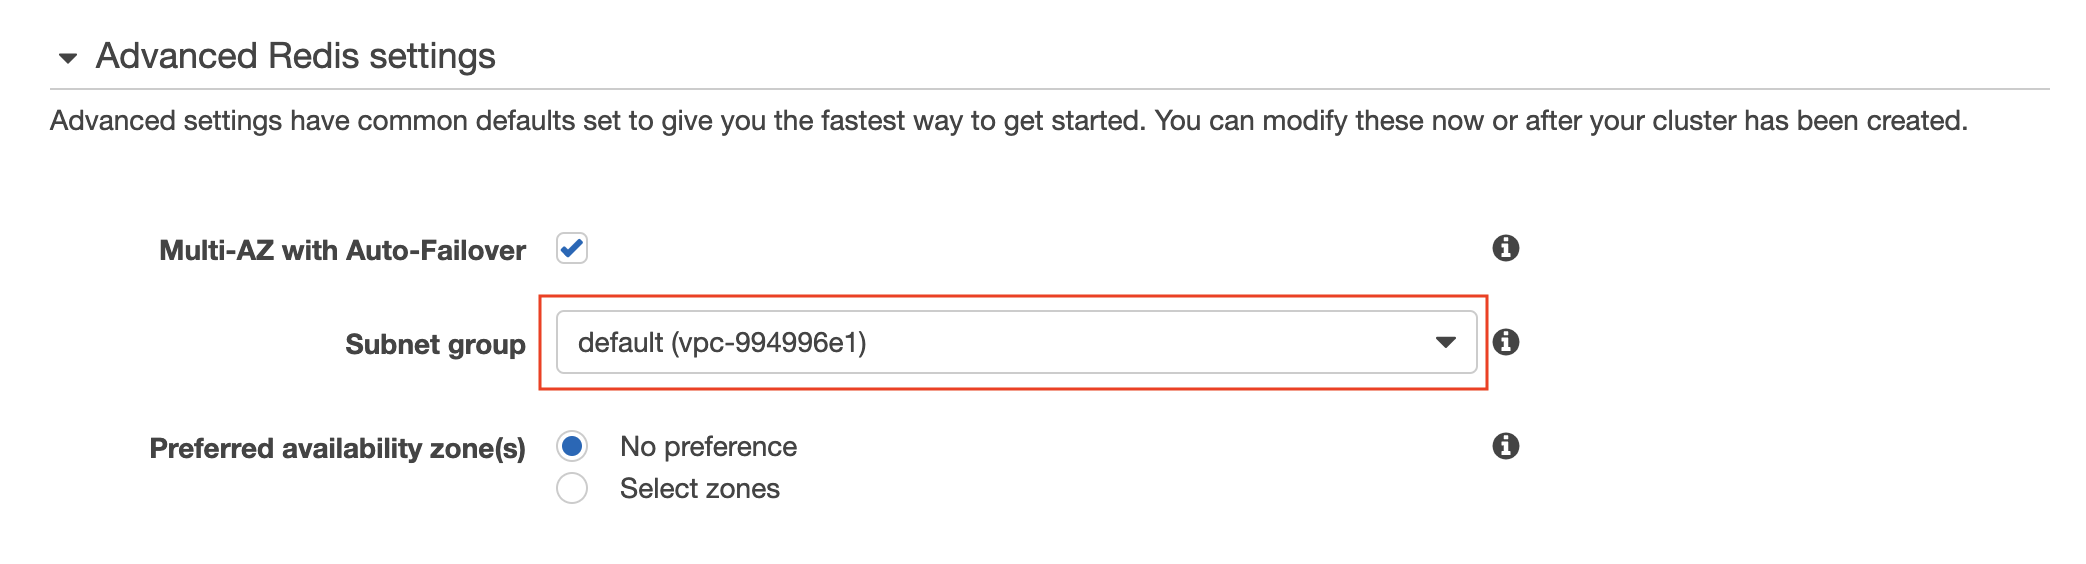 Advanced Redis settings
Advanced settings have common defaults set to give you the fastest way to get started. You can modify these now or after your cluster has been created.
Multi-AZ with Auto-Failover
Subnet group default (vpc-994996e1)
Preferred availability zone(s) No preference
Select zones